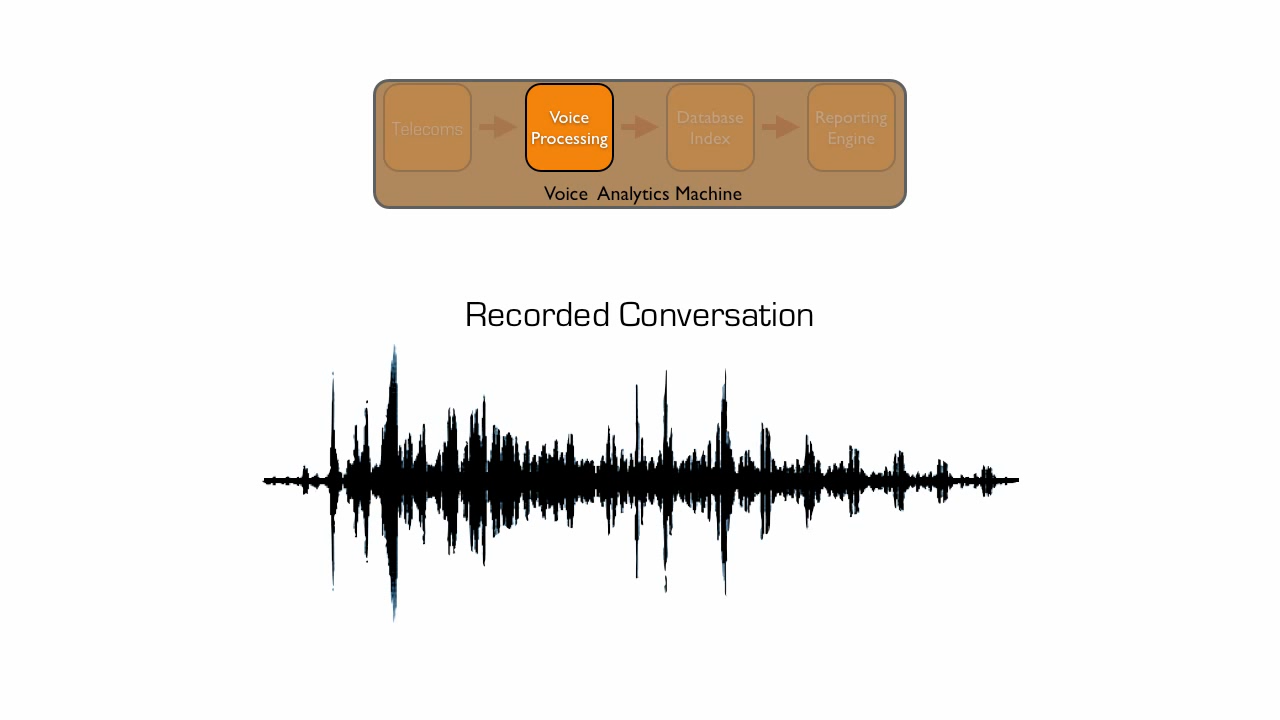 Telecoms
Voice
Processing
Database
Index
Reporting
Engine
Voice Analytics Machine
Recorded Conversation